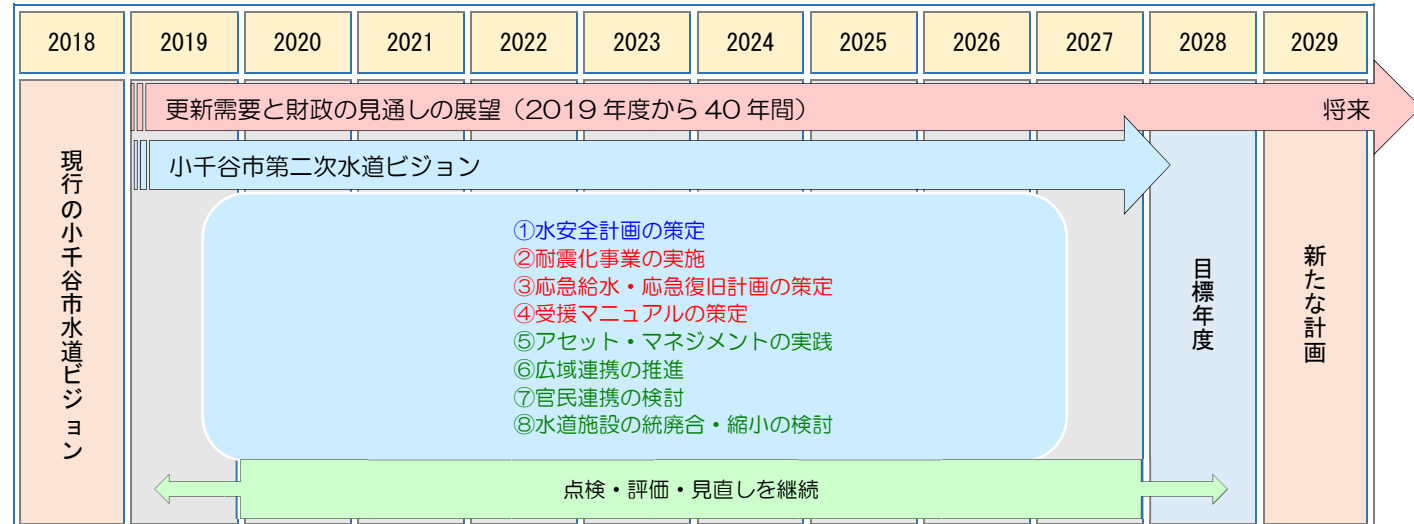 2018 2019 2020 2021 2022 2023 2024 2025 2026 2027 2028 2029
更新需要と財政の見通しの展望（2019 年度から 40 年間） 将来
小千谷市第二次水道ビジョン
現行の小千谷市水道ビジョン
①水安全計画の策定
②耐震化事業の実施
③応急給水・応急復旧計画の策定
④受援マニュアルの策定
⑤アセット・マネジメントの実践
⑥広域連携の推進
⑦官民連携の検討
⑧水道施設の統廃合・縮小の検討
目標年度
新たな計画
点検・評価・見直しを継続